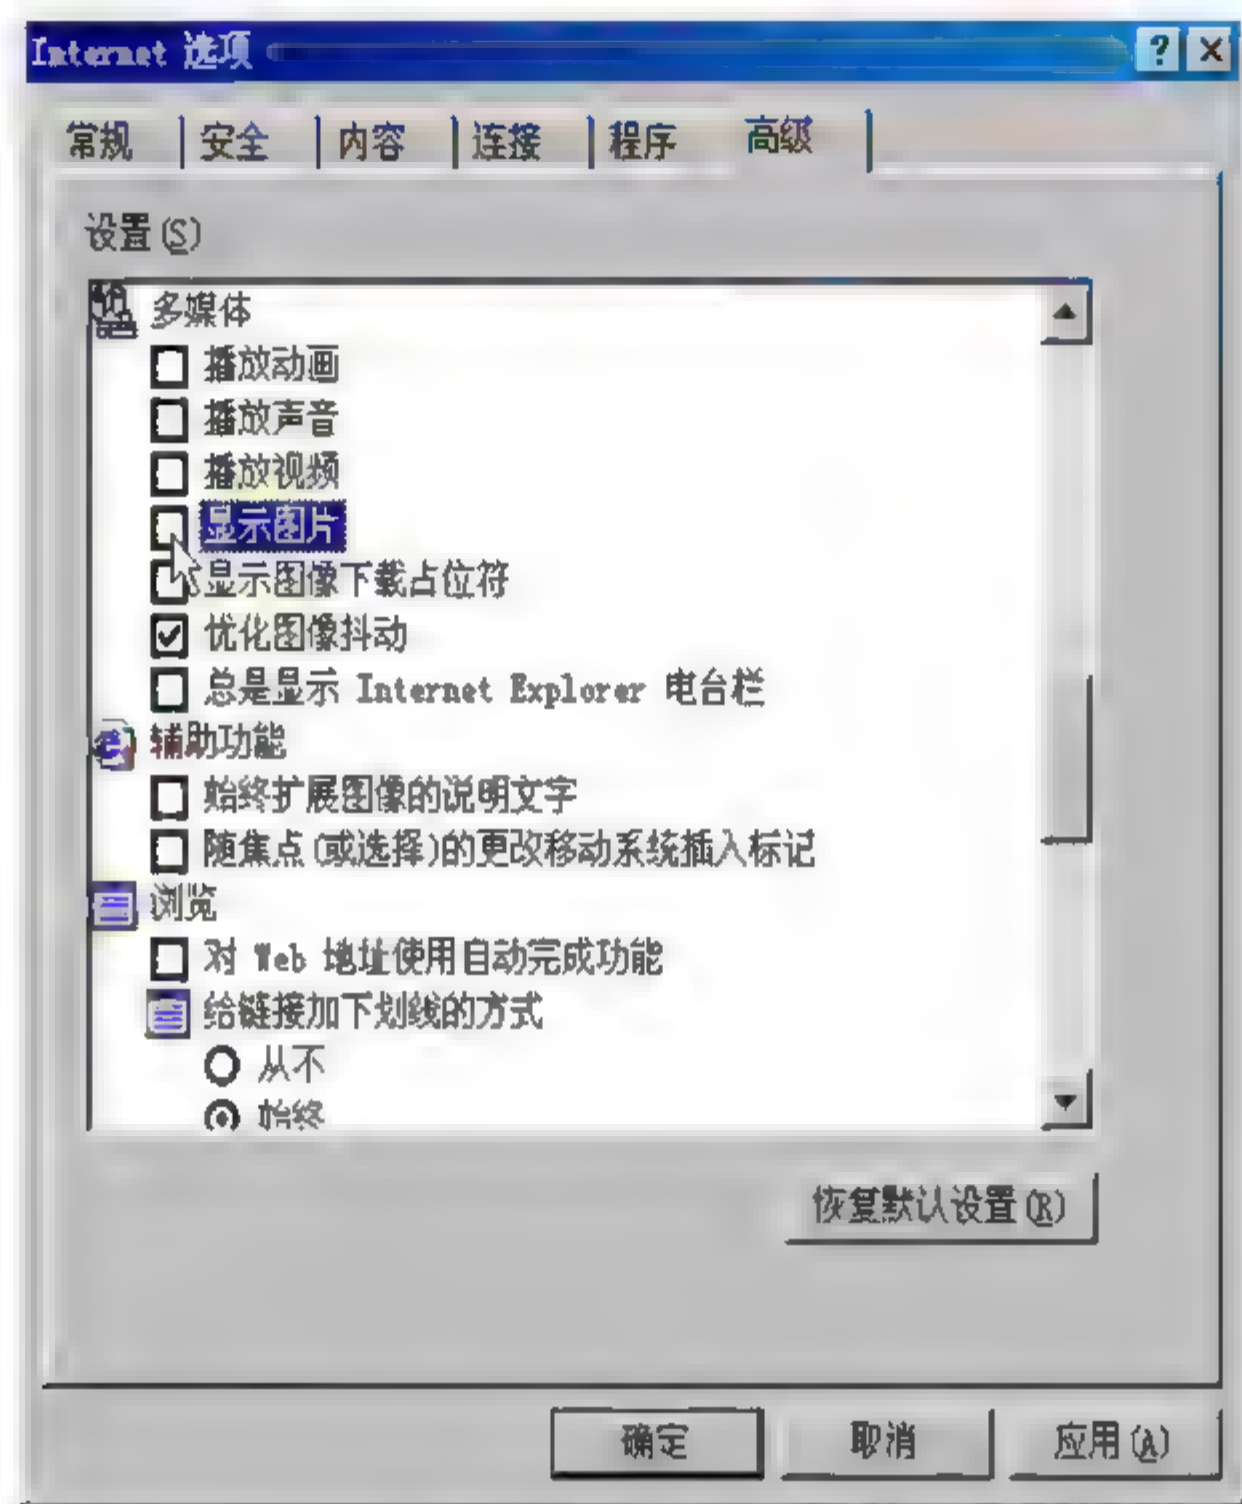 Internet 选项
常规 安全 内容 连接 程序 高级
设置(S)
多媒体
播放动画
播放声音
播放视频
显示图片
显示图像下载占位符
优化图像抖动
总是显示 Internet Explorer 电台栏
辅助功能
始终扩展图像的说明文字
随焦点(或选择)的更改移动系统插入标记
浏览
对 Web 地址使用自动完成功能
给链接加下划线的方式
从不
始终
恢复默认设置(R)
确定 取消 应用(A)